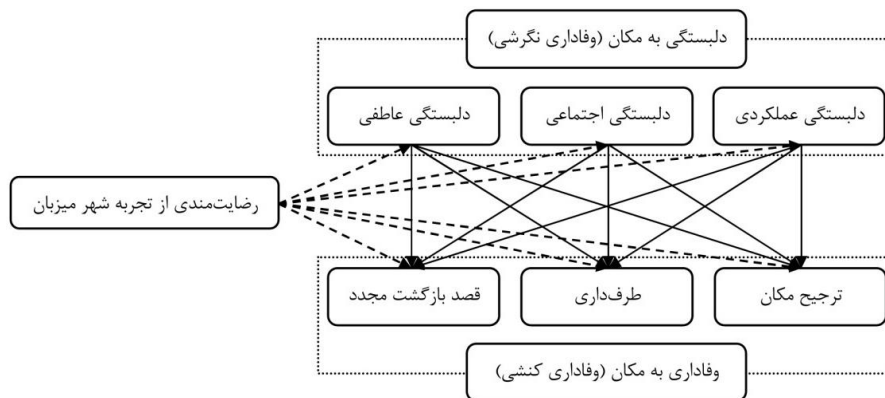 دلبستگی به مکان (وفاداری نگرشی)
دلبستگی عملکردی
دلبستگی اجتماعی
دلبستگی عاطفی
رضایت‌مندی از تجربه شهر میزبان
ترجیح مکان
طرف‌داری
قصد بازگشت مجدد
وفاداری به مکان (وفاداری کنشی)